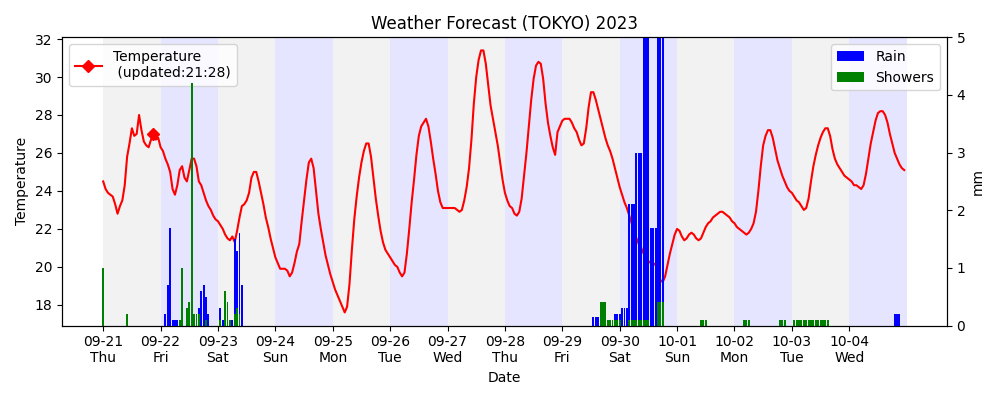 Weather Forecast (TOKYO) 2023
Temperature
(updated:21:28)
Rain
Showers
Temperature
32
30
28
26
24
22
20
18
5
4
3
2
1
0
mm
09-21 09-22 09-23 09-24 09-25 09-26 09-27 09-28 09-29 09-30 10-01 10-02 10-03 10-04
Thu Fri Sat Sun Mon Tue Wed Thu Fri Sat Sun Mon Tue Wed
Date